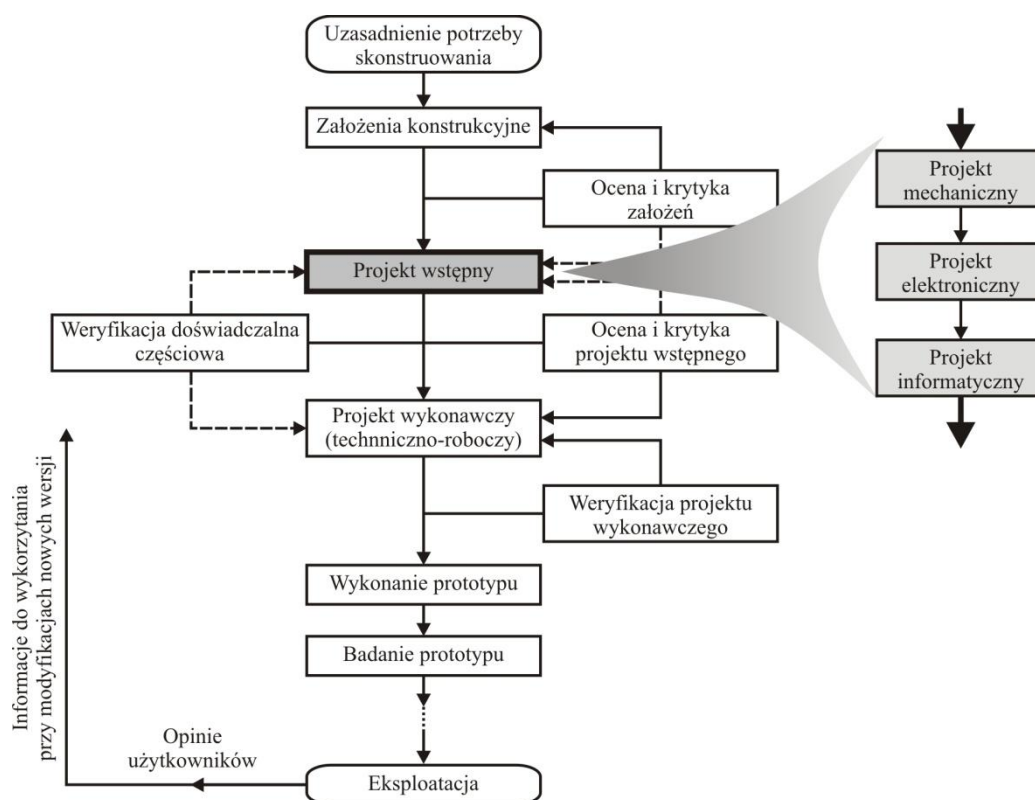 Uzasadnienie potrzeby
skonstruowania
Założenia konstrukcyjne
Ocena i krytyka
założeń
Projekt wstępny
Weryfikacja doświadczalna
częściowa
Ocena i krytyka
projektu wstępnego
Projekt wykonawczy
(technniczno-roboczy)
Weryfikacja projektu
wykonawczego
Wykonanie prototypu
Badanie prototypu
Eksploatacja
Opinie
użytkowników
Informacje do wykorzytania
przy modyfikacjach nowych wersji
Projekt
mechaniczny
Projekt
elektroniczny
Projekt
informatyczny